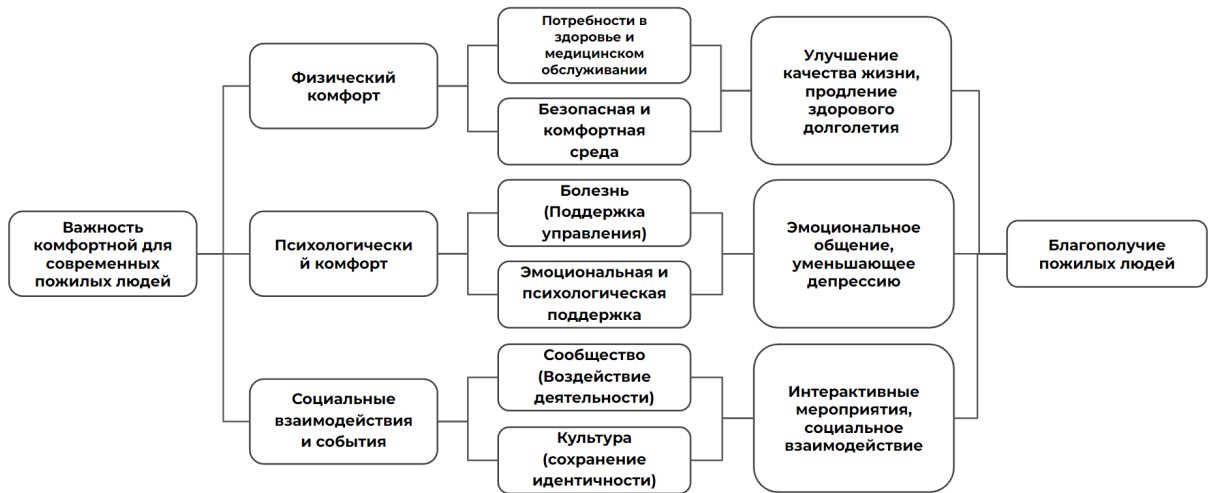 Важность
комфортной для
современных
пожилых людей
Физический
комфорт
Потребности в
здоровье и
медицинском
обслуживании
Безопасная и
комфортная
среда
Улучшение
качества жизни,
продление
здорового
долголетия
Психологически
й комфорт
Болезнь
(Поддержка
управления)
Эмоциональная и
психологическая
поддержка
Эмоциональное
общение,
уменьшающее
депрессию
Социальные
взаимодействия
и события
Сообщество
(Воздействие
деятельности)
Культура
(сохранение
идентичности)
Интерактивные
мероприятия,
социальное
взаимодействие
Благополучие
пожилых людей